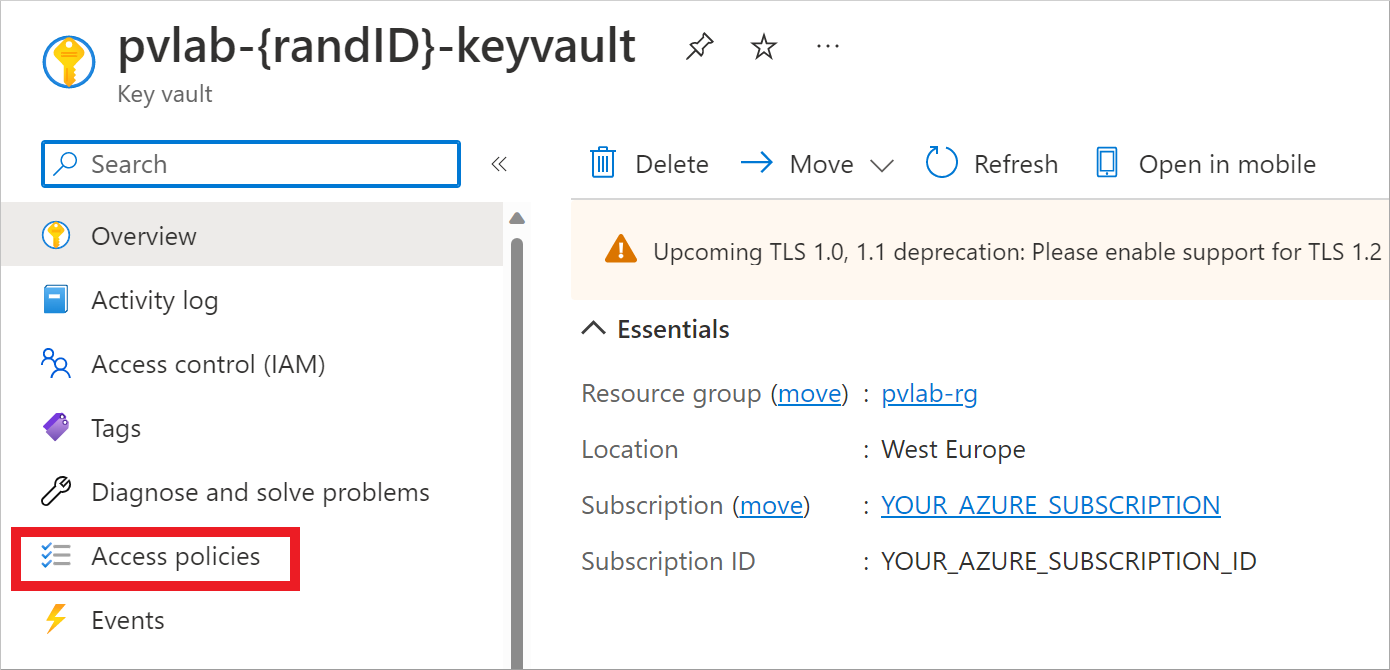 pvlab-{randID}-keyvault
Key vault
Search
Delete
Move
Refresh
Open in mobile
Overview
Activity log
Access control (IAM)
Tags
Diagnose and solve problems
Access policies
Events
Upcoming TLS 1.0, 1.1 deprecation: Please enable support for TLS 1.2
Essentials
Resource group (move) : pvlab-rg
Location : West Europe
Subscription (move) : YOUR_AZURE_SUBSCRIPTION
Subscription ID : YOUR_AZURE_SUBSCRIPTION_ID